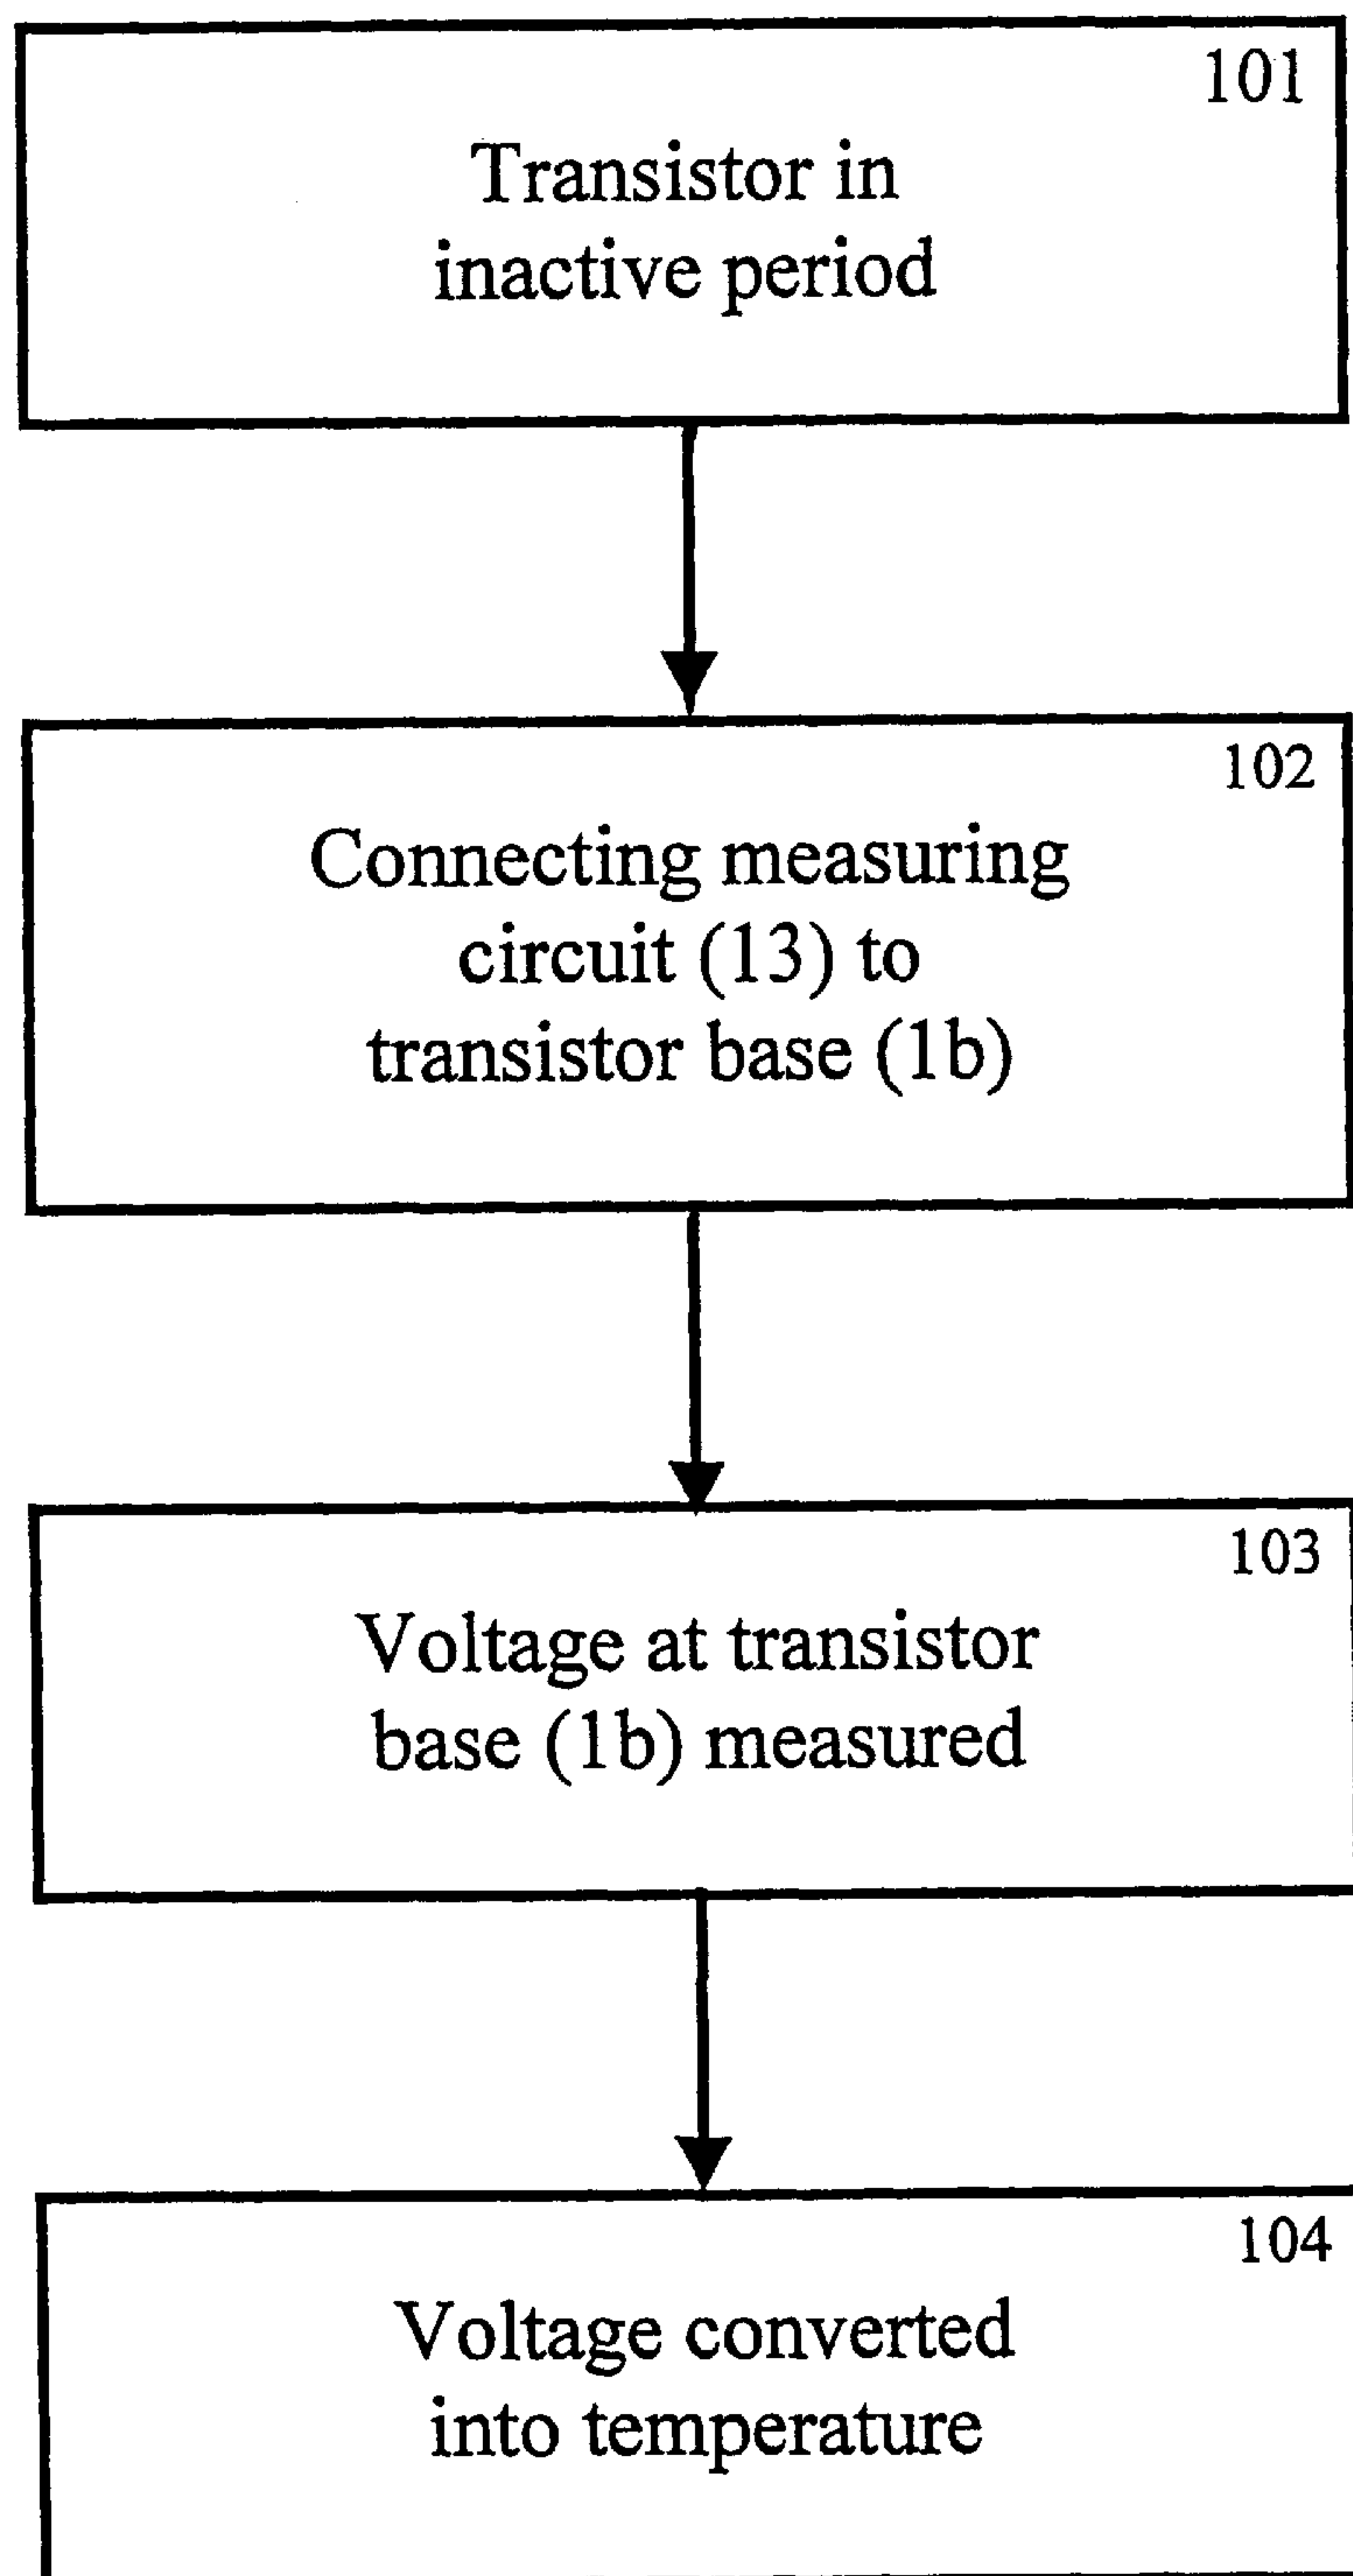 101
Transistor in
inactive period
102
Connecting measuring
circuit (13) to
transistor base (1b)
103
Voltage at transistor
base (1b) measured
104
Voltage converted
into temperature